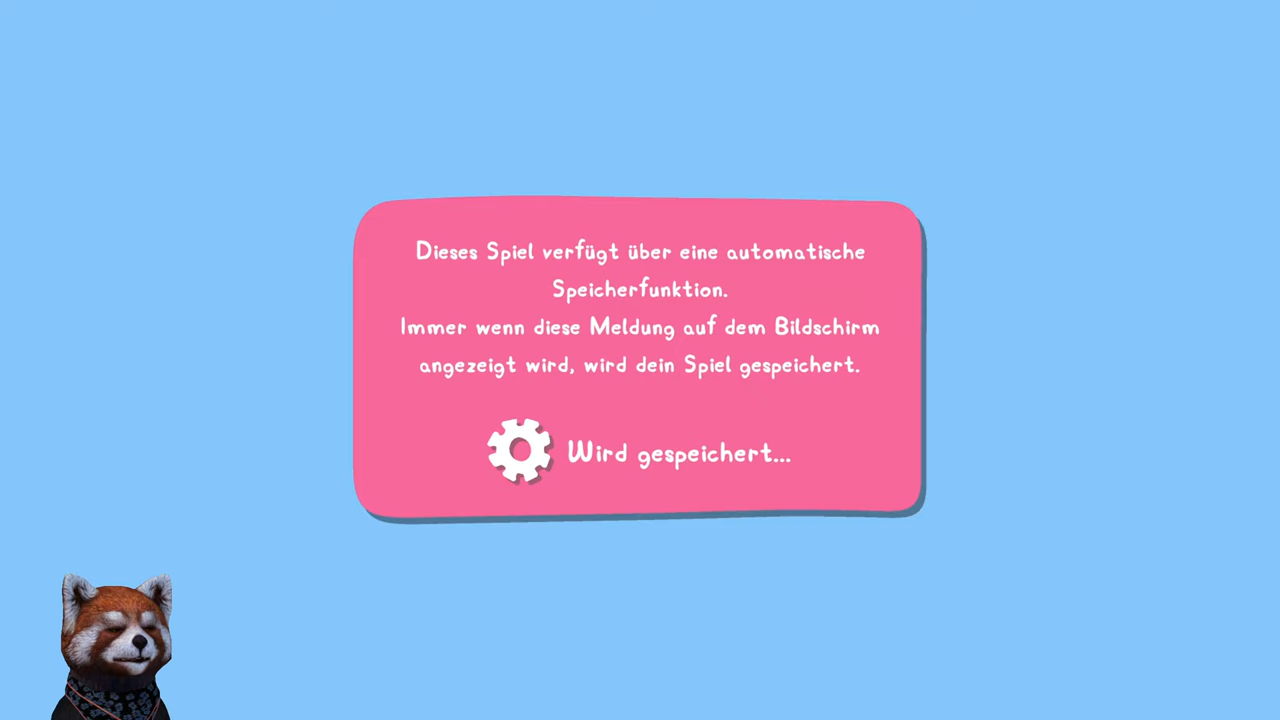 Dieses Spiel verfügt über eine automatische
Speicherfunktion.
Immer wenn diese Meldung auf dem Bildschirm
angezeigt wird, wird dein Spiel gespeichert.
Wird gespeichert...